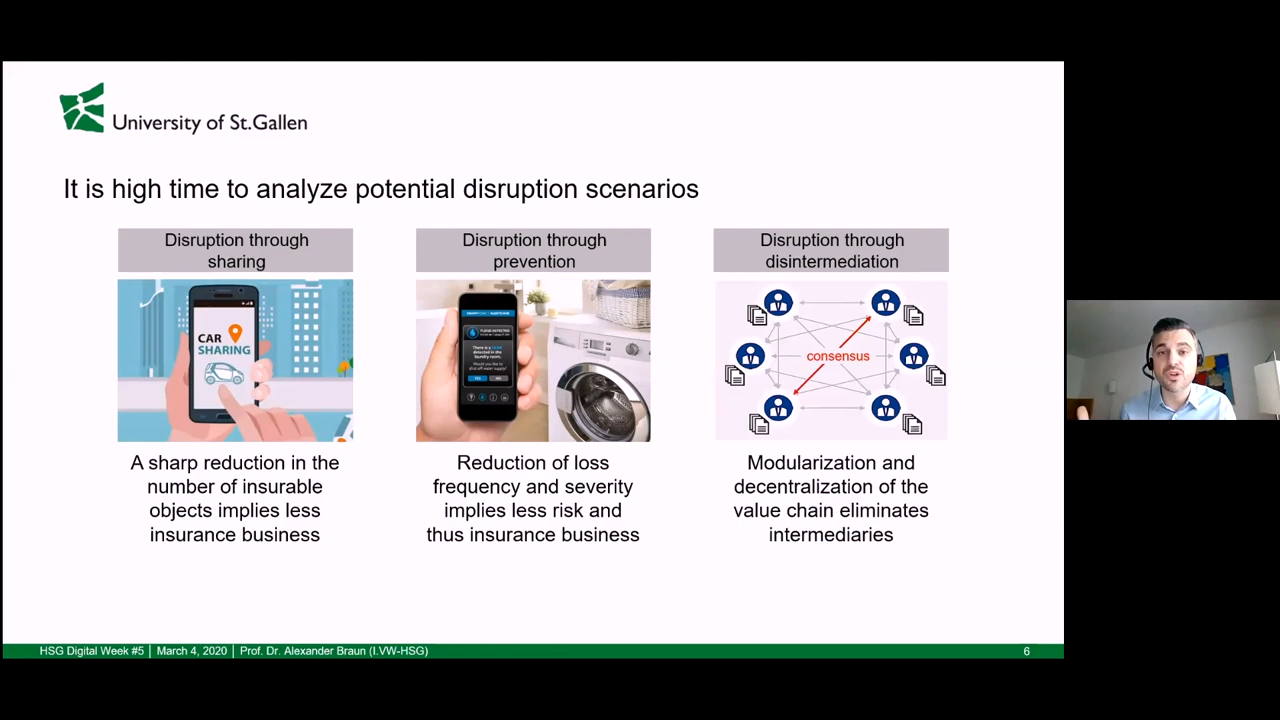 University of St.Gallen
It is high time to analyze potential disruption scenarios
Disruption through
sharing
Disruption through
prevention
Disruption through
disintermediation
CAR
SHARING
YES
NO
consensus
A sharp reduction in the
number of insurable
objects implies less
insurance business
Reduction of loss
frequency and severity
implies less risk and
thus insurance business
Modularization and
decentralization of the
value chain eliminates
intermediaries
HSG Digital Week #5 | March 4, 2020 | Prof. Dr. Alexander Braun (I.VW-HSG)
6